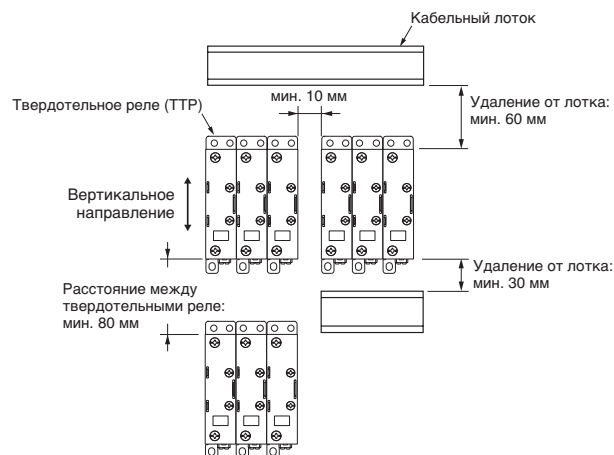 Кабельный лоток
мин. 10 мм
Удаление от лотка:
мин. 60 мм
Твердотельное реле (ТТР)
Вертикальное
направление
Удаление от лотка:
мин. 30 мм
Расстояние между
твердотельными реле:
мин. 80 мм